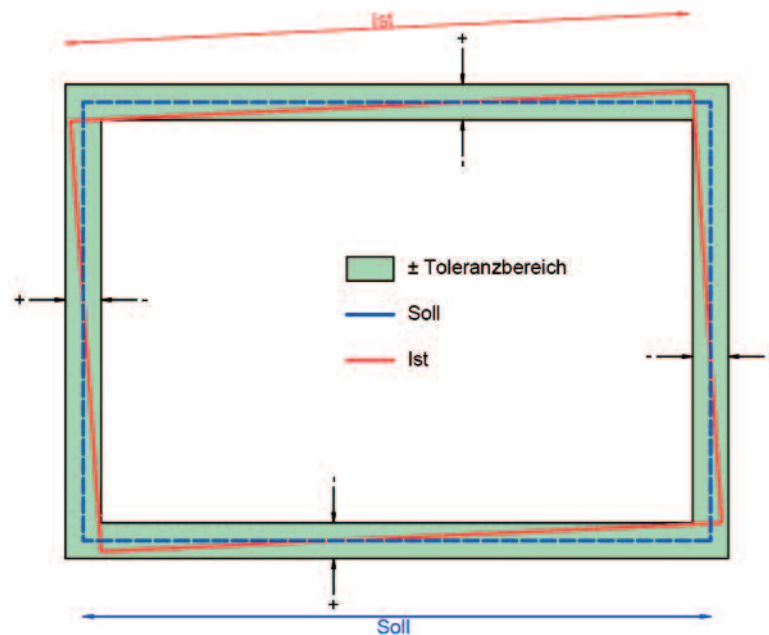 Ist
+
-
± Toleranzbereich
+ -
Soll
Ist
-
-
+
Soll